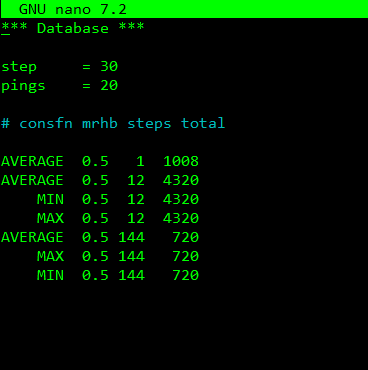 GNU nano 7.2
*** Database ***
step     = 30
pings    = 20
# consfn mrhb steps total
AVERAGE  0.5   1  1008
AVERAGE  0.5  12  4320
    MIN  0.5  12  4320
    MAX  0.5  12  4320
AVERAGE  0.5 144   720
    MAX  0.5 144   720
    MIN  0.5 144   720